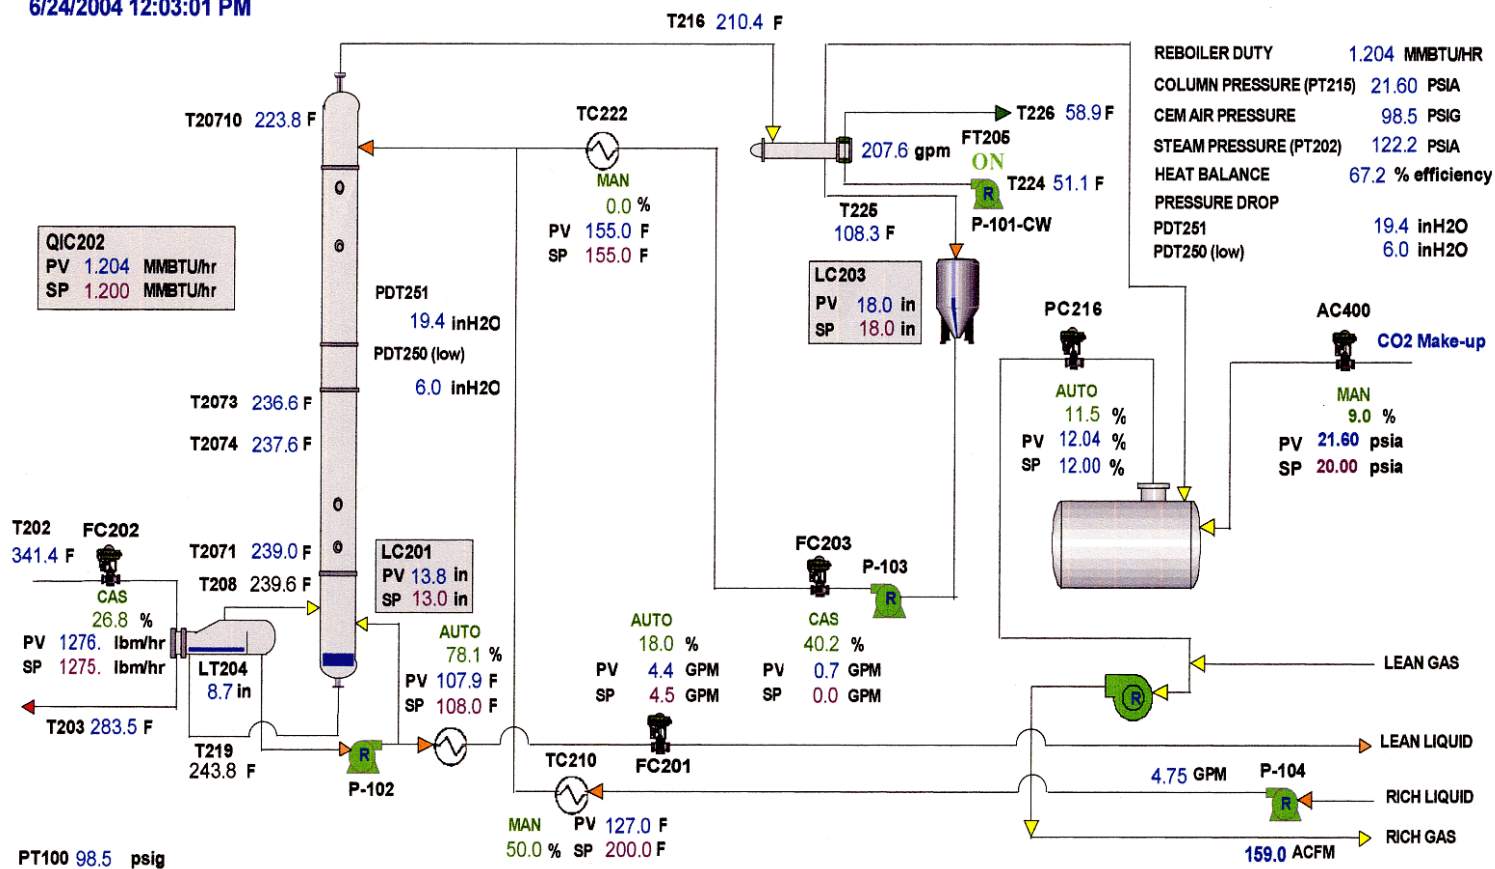 6/24/2004 12:03:01 PM
T216 210.4 F
REBOILER DUTY 1.204 MMBTU/HR
COLUMN PRESSURE (PT215) 21.60 PSIA
CEM AIR PRESSURE 98.5 PSIG
STEAM PRESSURE (PT202) 122.2 PSIA
HEAT BALANCE 67.2 % efficiency
PRESSURE DROP
PDT251 19.4 inH2O
PDT250 (low) 6.0 inH2O
T20710 223.8 F
TC222
MAN
0.0 %
PV 155.0 F
SP 155.0 F
T226 58.9 F
FT205
207.6 gpm
ON
T224 51.1 F
R
P-101-CW
T225
108.3 F
QIC202
PV 1.204 MMBTU/hr
SP 1.200 MMBTU/hr
PDT251
19.4 inH2O
PDT250 (low)
6.0 inH2O
LC203
PV 18.0 in
SP 18.0 in
PC216
AUTO
11.5 %
PV 12.04 %
SP 12.00 %
AC400
CO2 Make-up
MAN
9.0 %
PV 21.60 psia
SP 20.00 psia
T2073 236.6 F
T2074 237.6 F
T202
341.4 F
FC202
CAS
26.8 %
PV 1276. lbm/hr
SP 1275. lbm/hr
T2071 239.0 F
T208 239.6 F
LT204
8.7 in
T203 283.5 F
T219
243.8 F
LC201
PV 13.8 in
SP 13.0 in
AUTO
78.1 %
PV 107.9 F
SP 108.0 F
R
P-102
AUTO
18.0 %
PV 4.4 GPM
SP 4.5 GPM
FC201
FC203
CAS
40.2 %
PV 0.7 GPM
SP 0.0 GPM
P-103
R
LEAN GAS
R
LEAN LIQUID
TC210
MAN PV 127.0 F
50.0 % SP 200.0 F
4.75 GPM
P-104
R
RICH LIQUID
RICH GAS
159.0 ACFM
PT100 98.5 psig